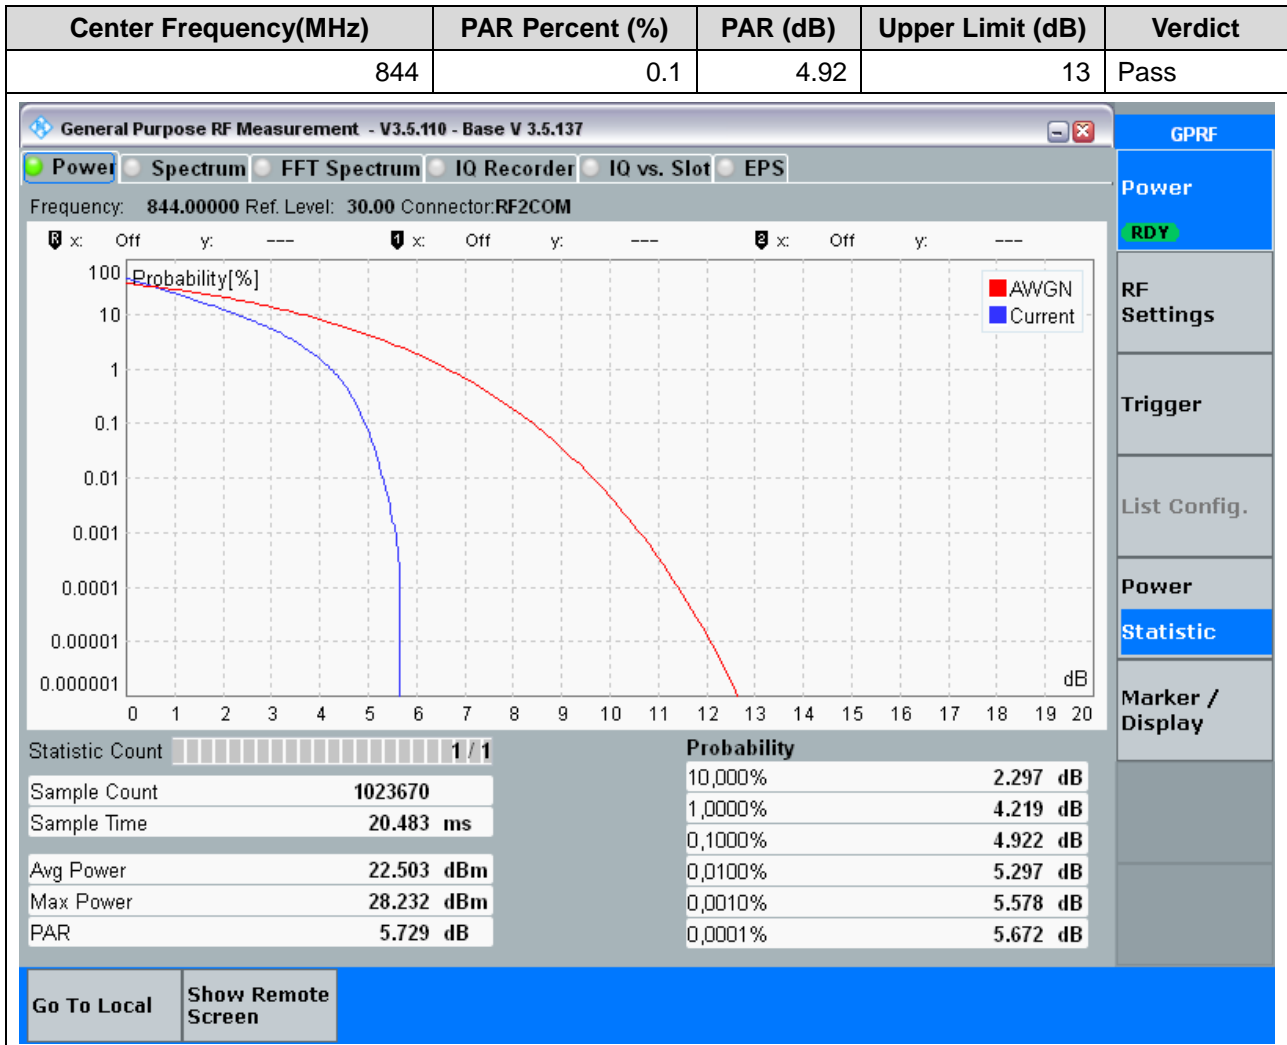 Center Frequency(MHz) PAR Percent (%) PAR (dB) Upper Limit (dB) Verdict
844 0.1 4.92 13 Pass
General Purpose RF Measurement - V3.5.110 - Base V 3.5.137
GPRF
Power Spectrum FFT Spectrum IQ Recorder IQ vs. Slot EPS
Frequency: 844.00000 Ref. Level: 30.00 Connector:RF2COM
R x: Off y: --- 1 x: Off y: --- 2 x: Off y: ---
Probability[%]
AWGN
Current
100
10
1
0.1
0.01
0.001
0.0001
0.00001
0.000001
dB
0 1 2 3 4 5 6 7 8 9 10 11 12 13 14 15 16 17 18 19 20
Statistic Count 1 / 1
Sample Count 1023670
Sample Time 20.483 ms
Avg Power 22.503 dBm
Max Power 28.232 dBm
PAR 5.729 dB
Probability
10,000% 2.297 dB
1,0000% 4.219 dB
0,1000% 4.922 dB
0,0100% 5.297 dB
0,0010% 5.578 dB
0,0001% 5.672 dB
Power
RDY
RF
Settings
Trigger
List Config.
Power
Statistic
Marker /
Display
Go To Local
Show Remote
Screen